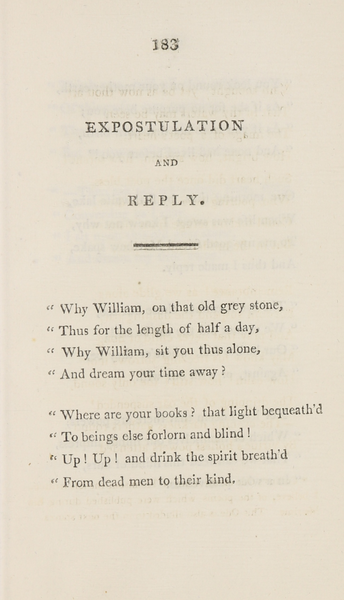 183
EXPOSTULATION
AND
REPLY.
“ Why William, on that old grey stone,
“ Thus for the length of half a day,
“ Why William, sit you thus alone,
“ And dream your time away?
“ Where are your books? that light bequeath'd
“ To beings else forlorn and blind!
“ Up! Up! and drink the spirit breath'd
“ From dead men to their kind.